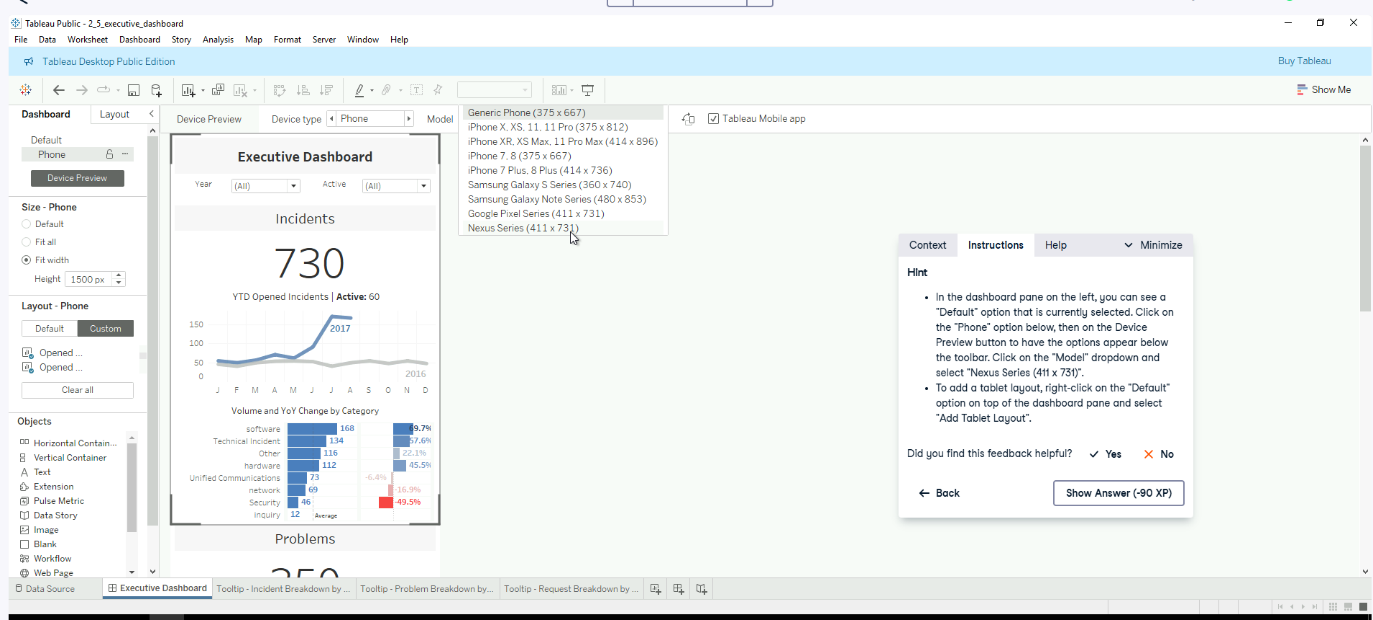 Tableau Public - 2_5_executive_dashboard
File Data Worksheet Dashboard Story Analysis Map Format Server Window Help
Tableau Desktop Public Edition
Buy Tableau
Show Me
Dashboard Layout
Default
Phone
Device Preview
Size - Phone
Default
Fit all
Fit width
Height 1500 px
Layout - Phone
Default Custom
Opened ...
Opened ...
Clear all
Objects
Horizontal Contain...
Vertical Container
Text
Extension
Pulse Metric
Data Story
Image
Blank
Workflow
Web Page
Device Preview Device type Phone Model
Generic Phone (375 x 667)
iPhone X, XS, 11, 11 Pro (375 x 812)
iPhone XR, XS Max, 11 Pro Max (414 x 896)
iPhone 7, 8 (375 x 667)
iPhone 7 Plus, 8 Plus (414 x 736)
Samsung Galaxy S Series (360 x 740)
Samsung Galaxy Note Series (480 x 853)
Google Pixel Series (411 x 731)
Nexus Series (411 x 731)
Tableau Mobile app
Executive Dashboard
Year (All) Active (All)
Incidents
730
YTD Opened Incidents | Active: 60
150
100
50
0
2017
2016
J F M A M J J A S O N D
Volume and YoY Change by Category
software 168 69.7%
Technical Incident 134 57.6%
Other 116 22.1%
hardware 112 45.5%
Unified Communications 73 -6.4%
network 69 -16.9%
Security 46 -49.5%
inquiry 12 Average
Problems
Context Instructions Help Minimize
Hint
• In the dashboard pane on the left, you can see a
"Default" option that is currently selected. Click on
the "Phone" option below, then on the Device
Preview button to have the options appear below
the toolbar. Click on the "Model" dropdown and
select "Nexus Series (411 x 731)".
• To add a tablet layout, right-click on the "Default"
option on top of the dashboard pane and select
"Add Tablet Layout".
Did you find this feedback helpful? Yes No
Back
Show Answer (-90 XP)
Data Source Executive Dashboard Tooltip - Incident Breakdown by ... Tooltip - Problem Breakdown by... Tooltip - Request Breakdown by ...